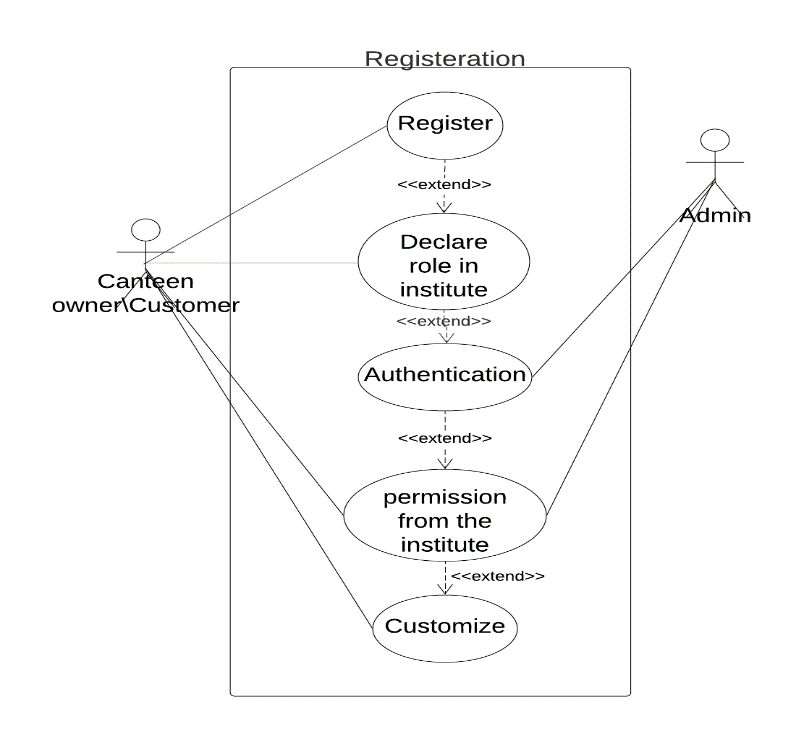 Registeration
Register
<<extend>>
Declare
role in
institute
<<extend>>
Authentication
<<extend>>
permission
from the
institute
<<extend>>
Customize
Canteen
owner\Customer
Admin